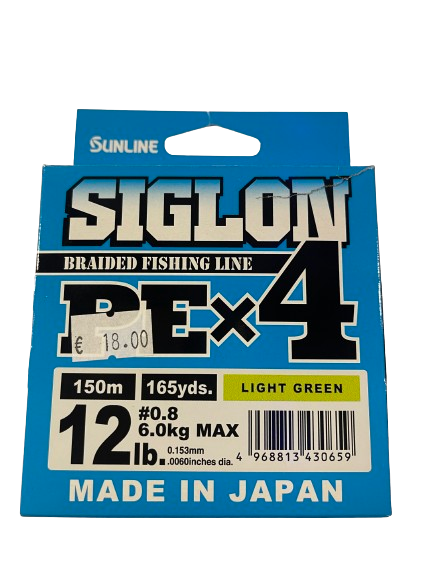 SUNLINE
SIGLON
BRAIDED FISHING LINE
PE×4
€ 18.00
150m 165yds. LIGHT GREEN
12lb.
#0.8
6.0kg MAX
0.153mm
.0060inches dia.
4 968813 430659
MADE IN JAPAN